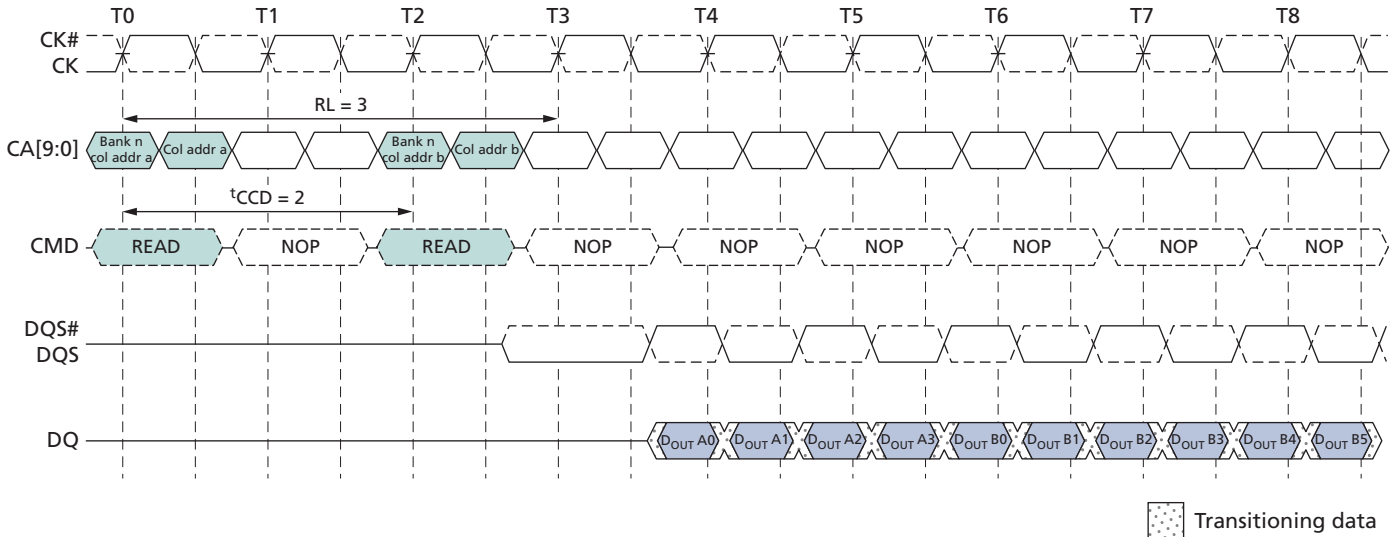 T0 T1 T2 T3 T4 T5 T6 T7 T8
CK#
CK
RL = 3
CA[9:0]
Bank n
col addr a
Col addr a
Bank n
col addr b
Col addr b
tCCD = 2
CMD READ NOP READ NOP NOP NOP NOP NOP NOP
DQS#
DQS
DQ DOUT A0 DOUT A1 DOUT A2 DOUT A3 DOUT B0 DOUT B1 DOUT B2 DOUT B3 DOUT B4 DOUT B5
Transitioning data